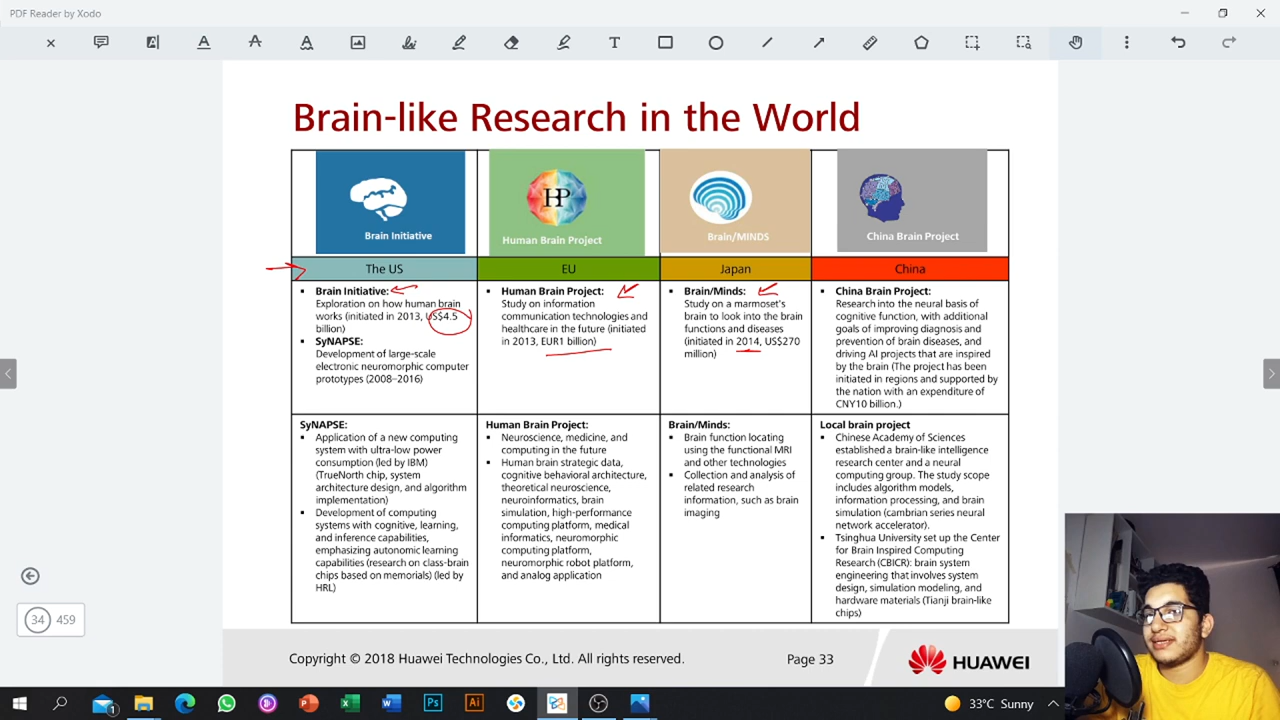 PDF Reader by Xodo
Brain-like Research in the World
Brain Initiative
HP
Human Brain Project
Brain/MINDS
China Brain Project
The US
EU
Japan
China
▪ Brain Initiative:
Exploration on how human brain
works (initiated in 2013, US$4.5
billion)
▪ SyNAPSE:
Development of large-scale
electronic neuromorphic computer
prototypes (2008–2016)
▪ Human Brain Project:
Study on information
communication technologies and
healthcare in the future (initiated
in 2013, EUR1 billion)
▪ Brain/Minds:
Study on a marmoset's
brain to look into the brain
functions and diseases
(initiated in 2014, US$270
million)
▪ China Brain Project:
Research into the neural basis of
cognitive function, with additional
goals of improving diagnosis and
prevention of brain diseases, and
driving AI projects that are inspired
by the brain (The project has been
initiated in regions and supported by
the nation with an expenditure of
CNY10 billion.)
SyNAPSE:
▪ Application of a new computing
system with ultra-low power
consumption (led by IBM)
(TrueNorth chip, system
architecture design, and algorithm
implementation)
▪ Development of computing
systems with cognitive, learning,
and inference capabilities,
emphasizing autonomic learning
capabilities (research on class-brain
chips based on memorials) (led by
HRL)
Human Brain Project:
▪ Neuroscience, medicine, and
computing in the future
▪ Human brain strategic data,
cognitive behavioral architecture,
theoretical neuroscience,
neuroinformatics, brain
simulation, high-performance
computing platform, medical
informatics, neuromorphic
computing platform,
neuromorphic robot platform,
and analog application
Brain/Minds:
▪ Brain function locating
using the functional MRI
and other technologies
▪ Collection and analysis of
related research
information, such as brain
imaging
Local brain project
▪ Chinese Academy of Sciences
established a brain-like intelligence
research center and a neural
computing group. The study scope
includes algorithm models,
information processing, and brain
simulation (cambrian series neural
network accelerator).
▪ Tsinghua University set up the Center
for Brain Inspired Computing
Research (CBICR): brain system
engineering that involves system
design, simulation modeling, and
hardware materials (Tianji brain-like
chips)
34 459
Copyright © 2018 Huawei Technologies Co., Ltd. All rights reserved.
Page 33
HUAWEI
33°C Sunny